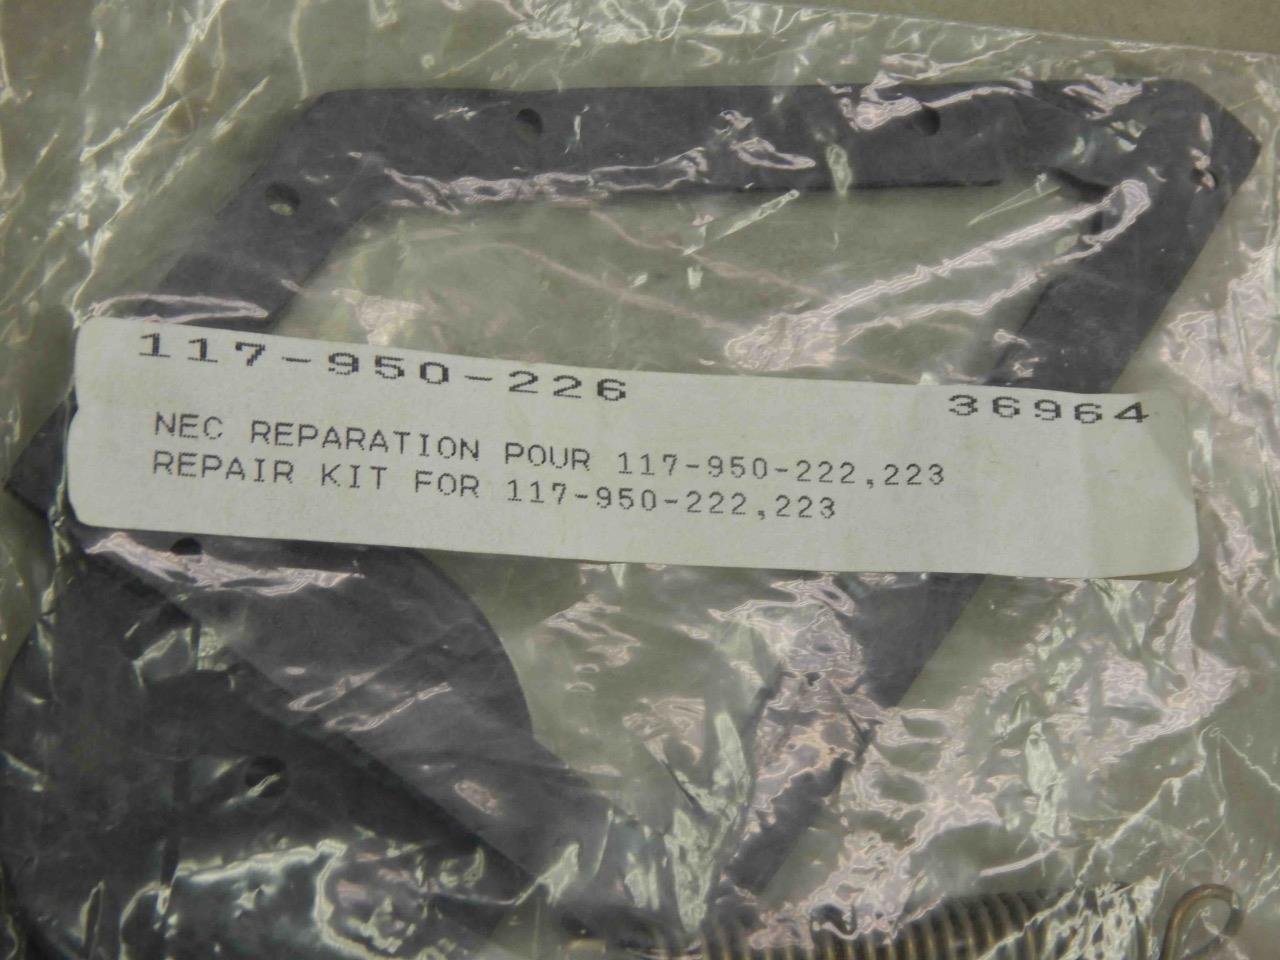 117-950-226 36964
NEC REPARATION POUR 117-950-222,223
REPAIR KIT FOR 117-950-222,223